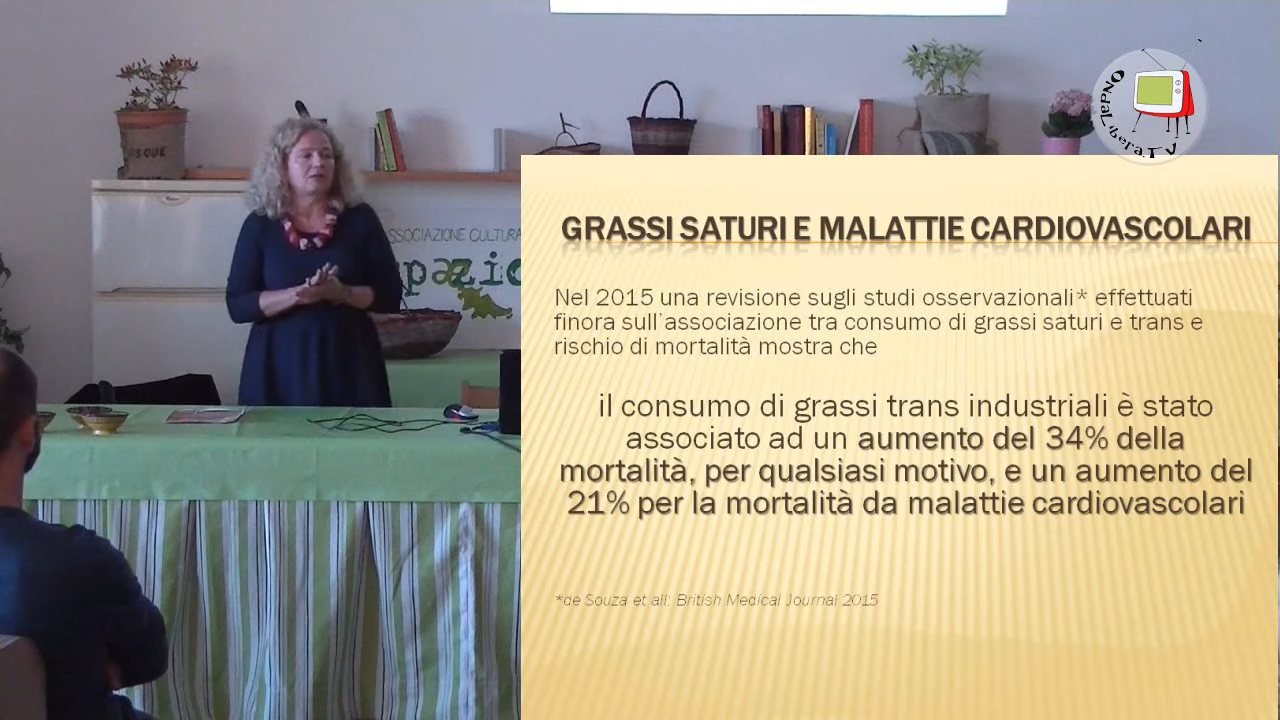 OndaLibera.TV
ASSOCIAZIONE CULTURA
spazio
GRASSI SATURI E MALATTIE CARDIOVASCOLARI
Nel 2015 una revisione sugli studi osservazionali* effettuati
finora sull'associazione tra consumo di grassi saturi e trans e
rischio di mortalità mostra che
il consumo di grassi trans industriali è stato
associato ad un aumento del 34% della
mortalità, per qualsiasi motivo, e un aumento del
21% per la mortalità da malattie cardiovascolari
*de Souza et all: British Medical Journal 2015